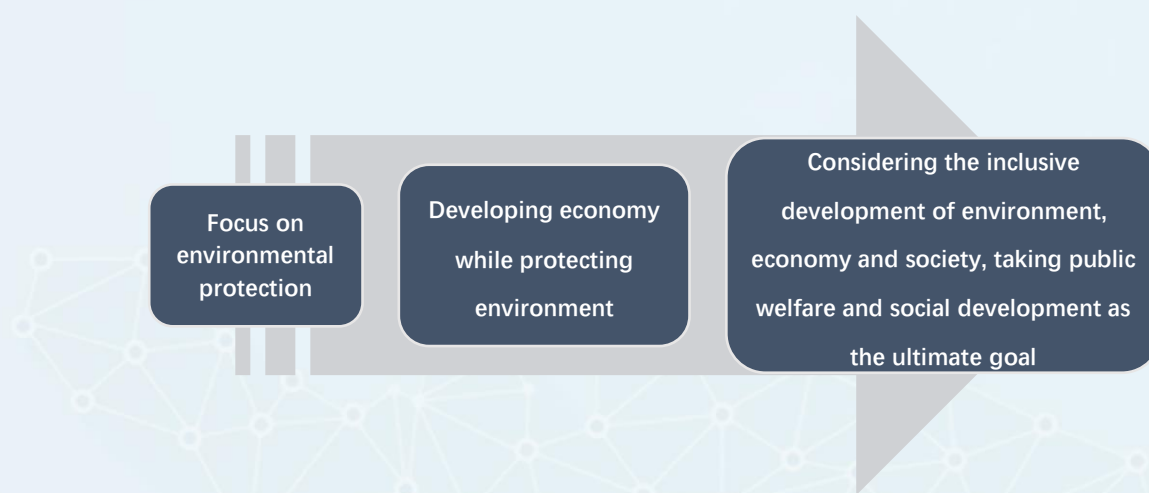 Focus on
environmental
protection
Developing economy
while protecting
environment
Considering the inclusive
development of environment,
economy and society, taking public
welfare and social development as
the ultimate goal